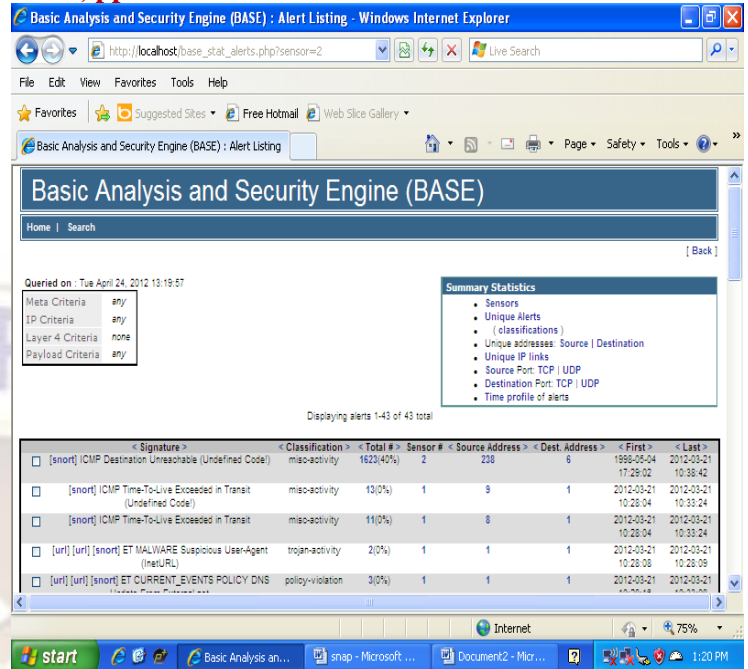 Basic Analysis and Security Engine (BASE) : Alert Listing - Windows Internet Explorer
http://localhost/base_stat_alerts.php?sensor=2
Live Search
File Edit View Favorites Tools Help
Favorites Suggested Sites Free Hotmail Web Slice Gallery
Basic Analysis and Security Engine (BASE) : Alert Listing
Page Safety Tools »
Basic Analysis and Security Engine (BASE)
Home | Search
[ Back ]
Queried on : Tue April 24, 2012 13:19:57
Meta Criteria any
IP Criteria any
Layer 4 Criteria none
Payload Criteria any
Summary Statistics
• Sensors
• Unique Alerts
• ( classifications )
• Unique addresses: Source | Destination
• Unique IP links
• Source Port: TCP | UDP
• Destination Port: TCP | UDP
• Time profile of alerts
Displaying alerts 1-43 of 43 total
< Signature > < Classification > < Total # > Sensor # < Source Address > < Dest. Address > < First > < Last >
[snort] ICMP Destination Unreachable (Undefined Code!) misc-activity 1623(40%) 2 238 6 1998-05-04 17:29:02 2012-03-21 10:38:42
[snort] ICMP Time-To-Live Exceeded in Transit (Undefined Code!) misc-activity 13(0%) 1 9 1 2012-03-21 10:28:04 2012-03-21 10:33:24
[snort] ICMP Time-To-Live Exceeded in Transit misc-activity 11(0%) 1 8 1 2012-03-21 10:28:04 2012-03-21 10:33:24
[url] [url] [snort] ET MALWARE Suspicious User-Agent (InetURL) trojan-activity 2(0%) 1 1 1 2012-03-21 10:28:08 2012-03-21 10:28:09
[url] [url] [snort] ET CURRENT_EVENTS POLICY DNS policy-violation 3(0%) 1 1 1 2012-03-21 2012-03-21
Internet 75%
start Basic Analysis an... snap - Microsoft ... Document2 - Micr... 1:20 PM